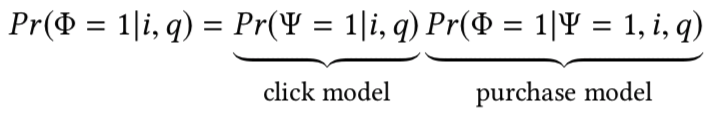 Pr(Φ = 1|i, q) = Pr(Ψ = 1|i, q) Pr(Φ = 1|Ψ = 1, i, q)
click model purchase model